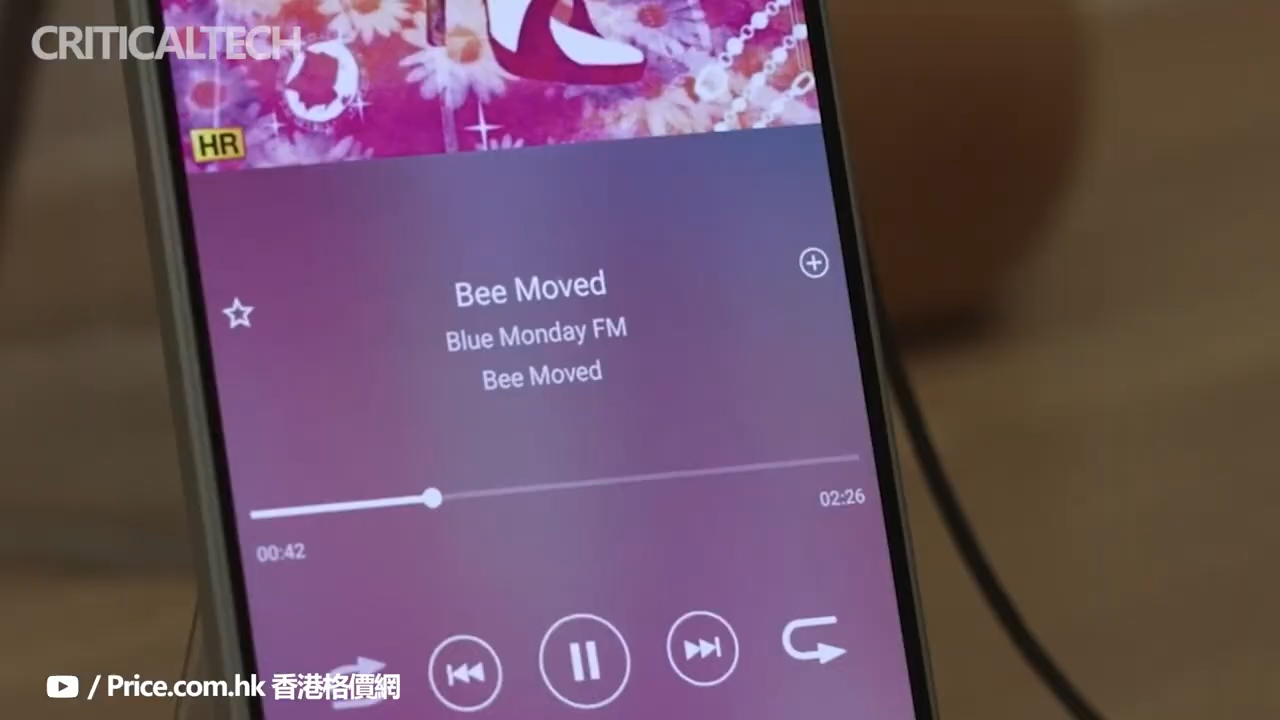 CRITICALTECH
HR
Bee Moved
Blue Monday FM
Bee Moved
02:26
00:42
/ Price.com.hk 香港格價網